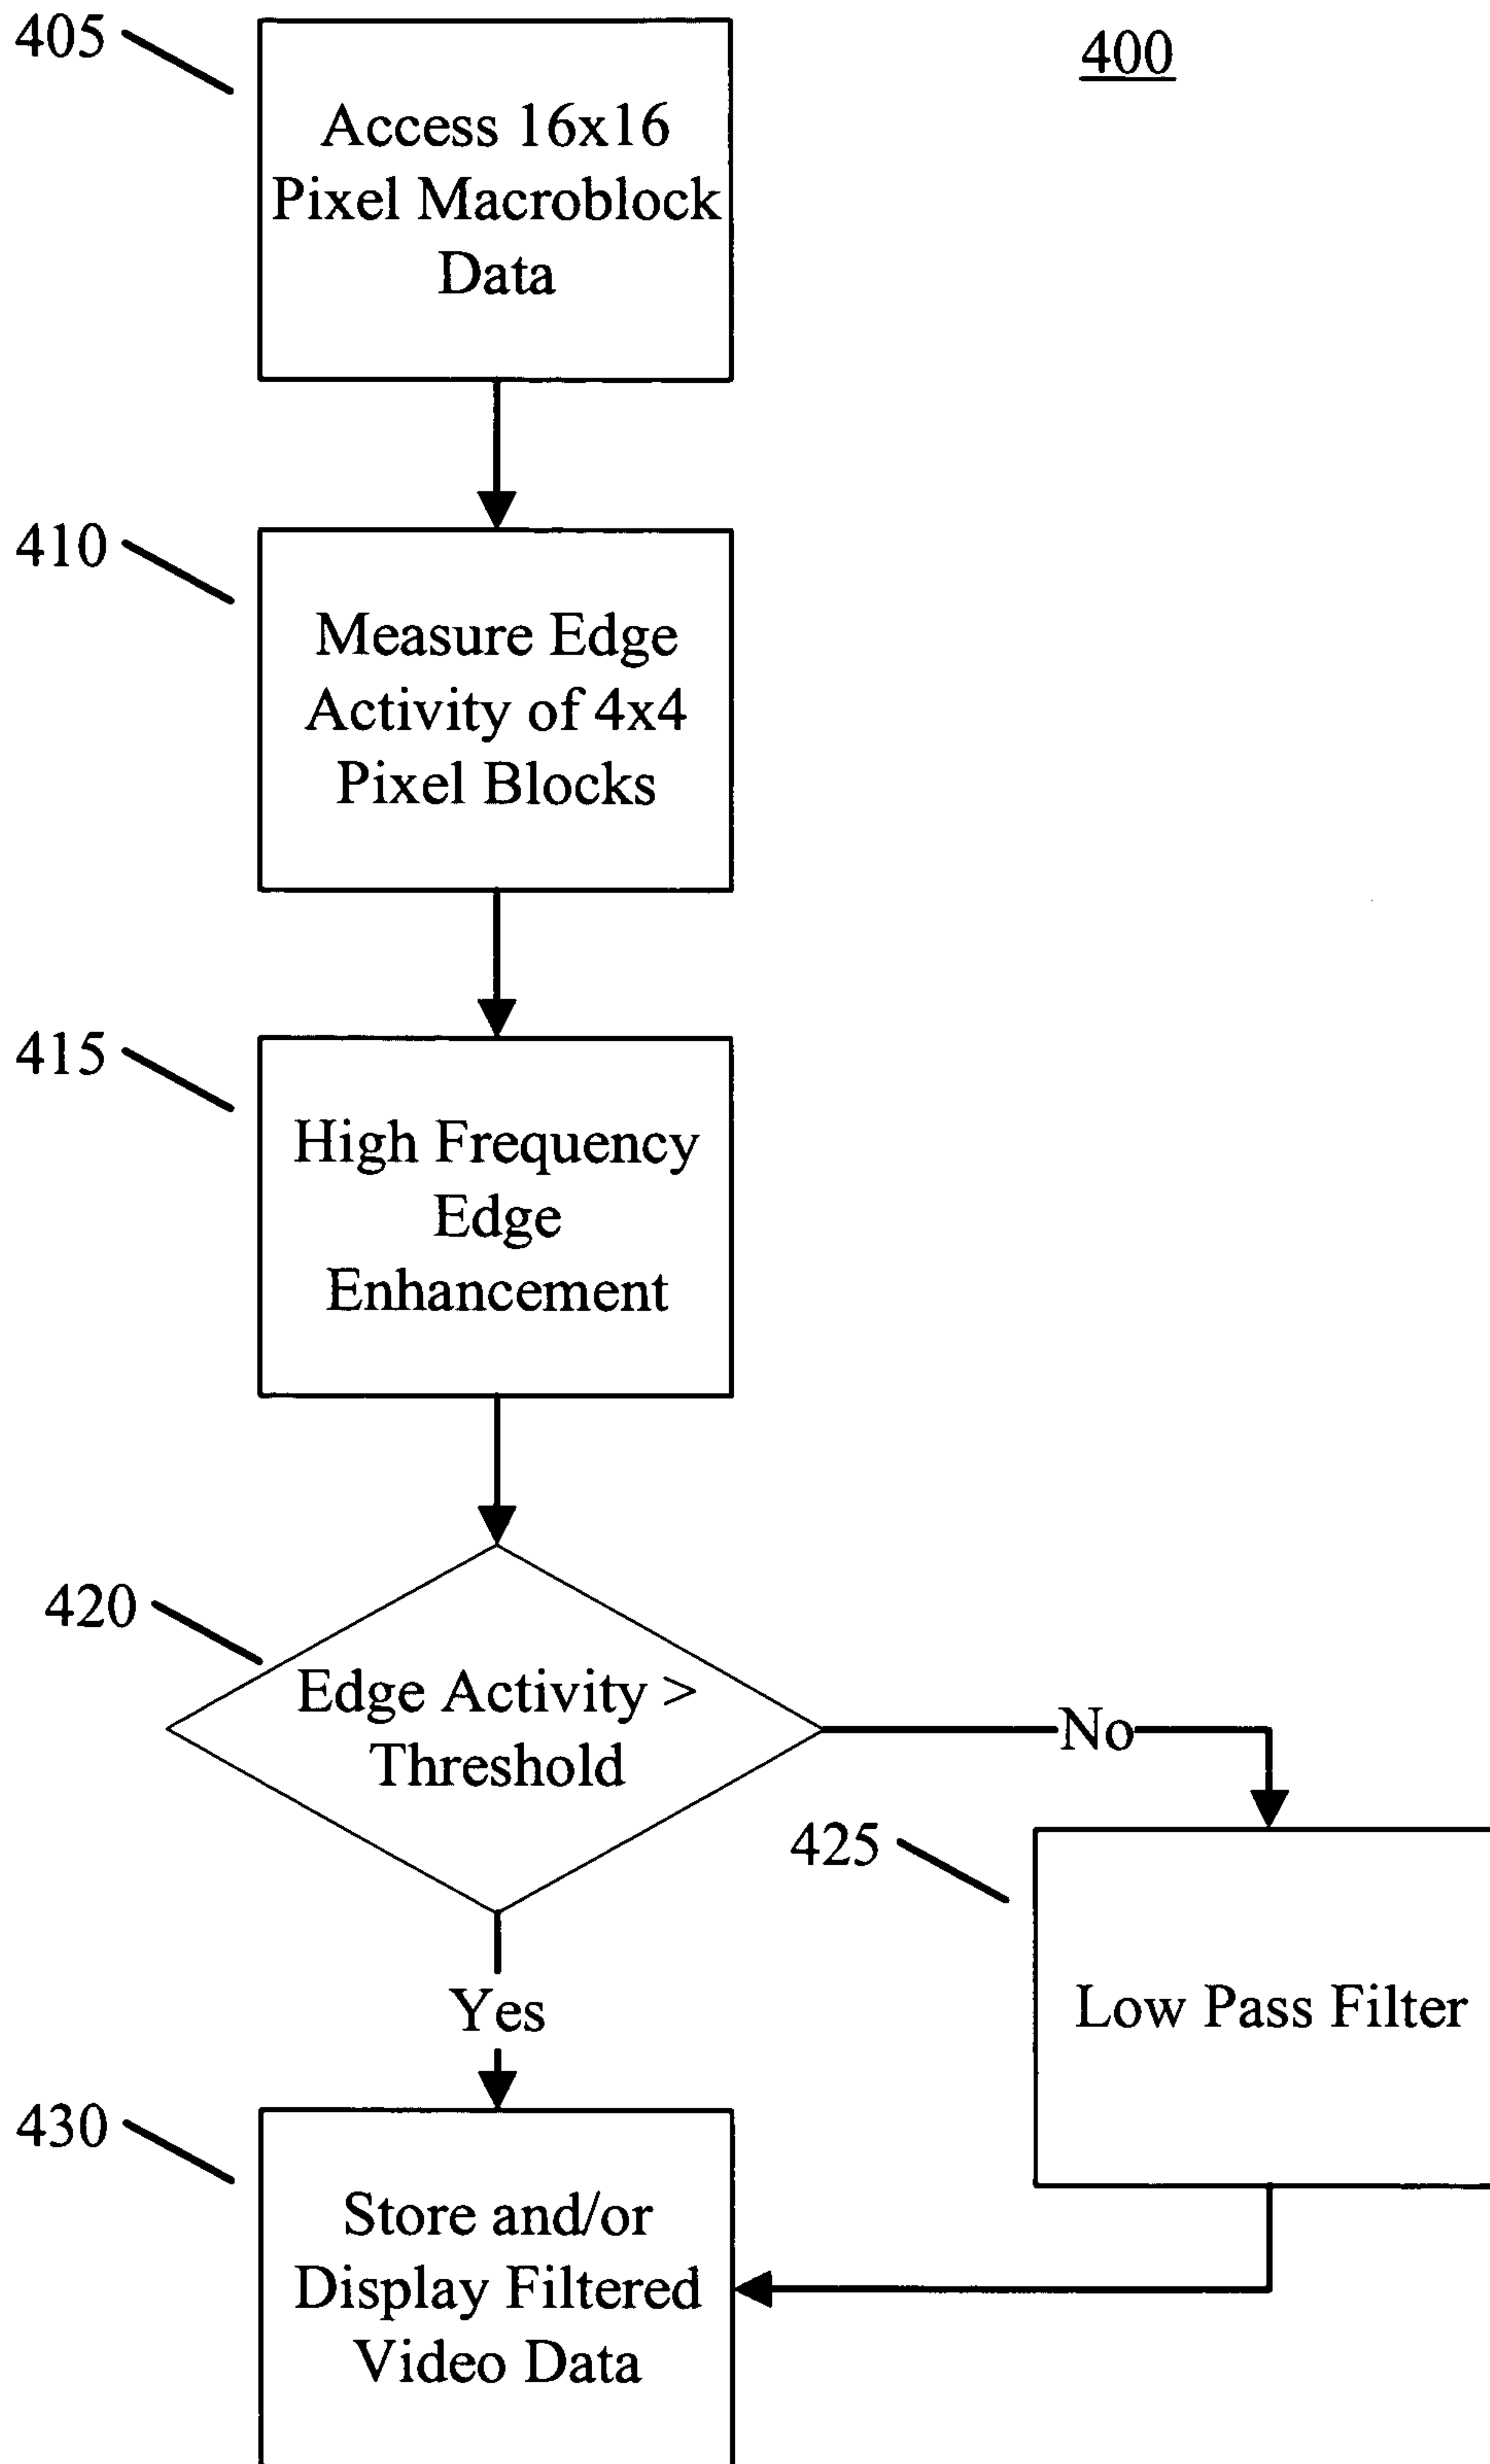 405
400
Access 16x16
Pixel Macroblock
Data
410
Measure Edge
Activity of 4x4
Pixel Blocks
415
High Frequency
Edge
Enhancement
420
Edge Activity >
Threshold
No
425
Low Pass Filter
Yes
430
Store and/or
Display Filtered
Video Data